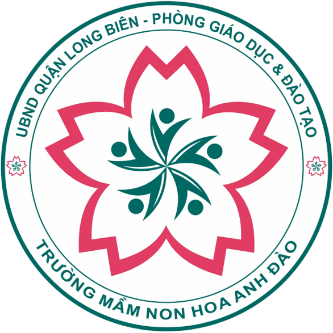 UBND QUẬN LONG BIÊN - PHÒNG GIÁO DỤC & ĐÀO TẠO
TRƯỜNG MẦM NON HOA ANH ĐÀO